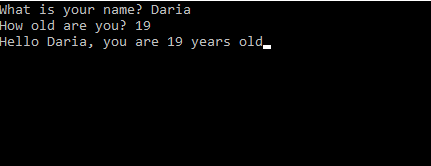 What is your name? Daria
How old are you? 19
Hello Daria, you are 19 years old